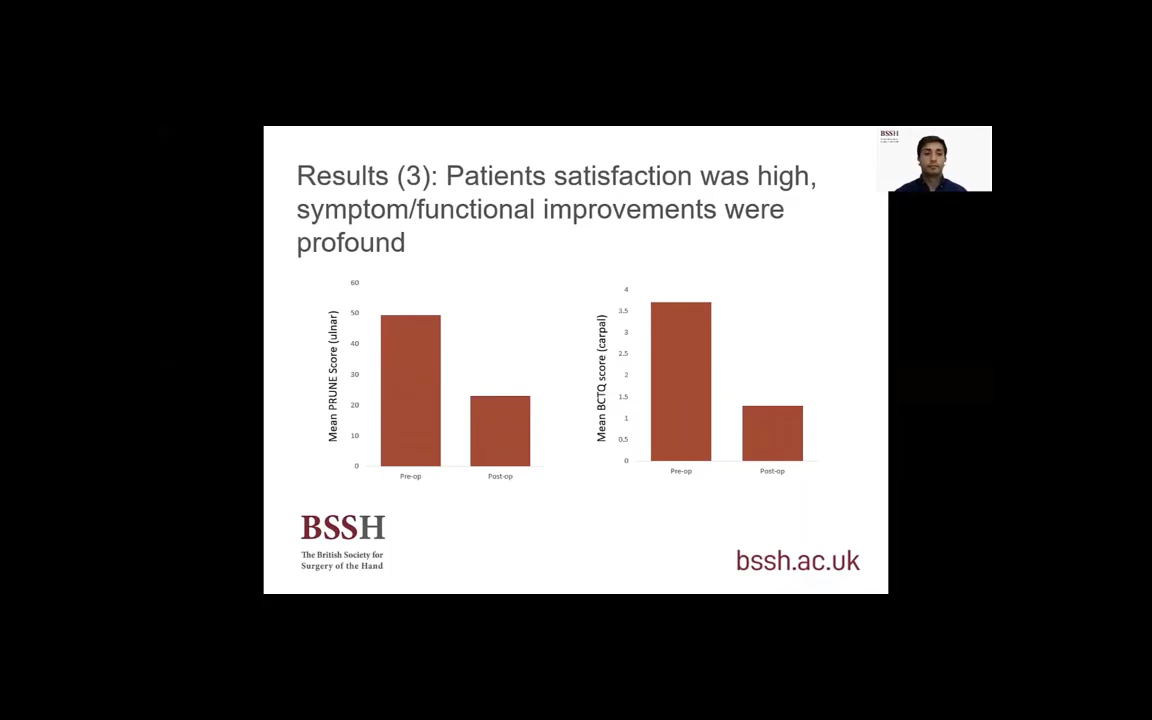 BSSH
Results (3): Patients satisfaction was high,
symptom/functional improvements were
profound
Mean PRUNE Score (ulnar)
60
50
40
30
20
10
0
Pre-op
Post-op
Mean BCTQ score (carpal)
4
3.5
3
2.5
2
1.5
1
0.5
0
Pre-op
Post-op
BSSH
The British Society for
Surgery of the Hand
bssh.ac.uk